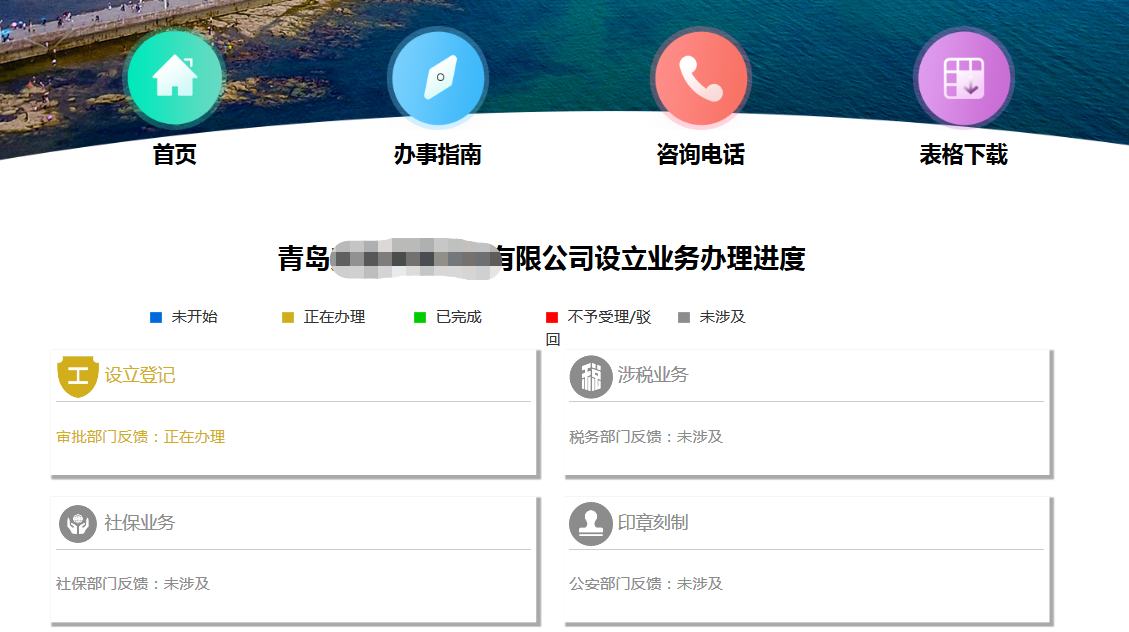 首页
办事指南
咨询电话
表格下载
青岛 有限公司设立业务办理进度
未开始
正在办理
已完成
不予受理/驳
回
未涉及
设立登记
审批部门反馈：正在办理
涉税业务
税务部门反馈：未涉及
社保业务
社保部门反馈：未涉及
印章刻制
公安部门反馈：未涉及